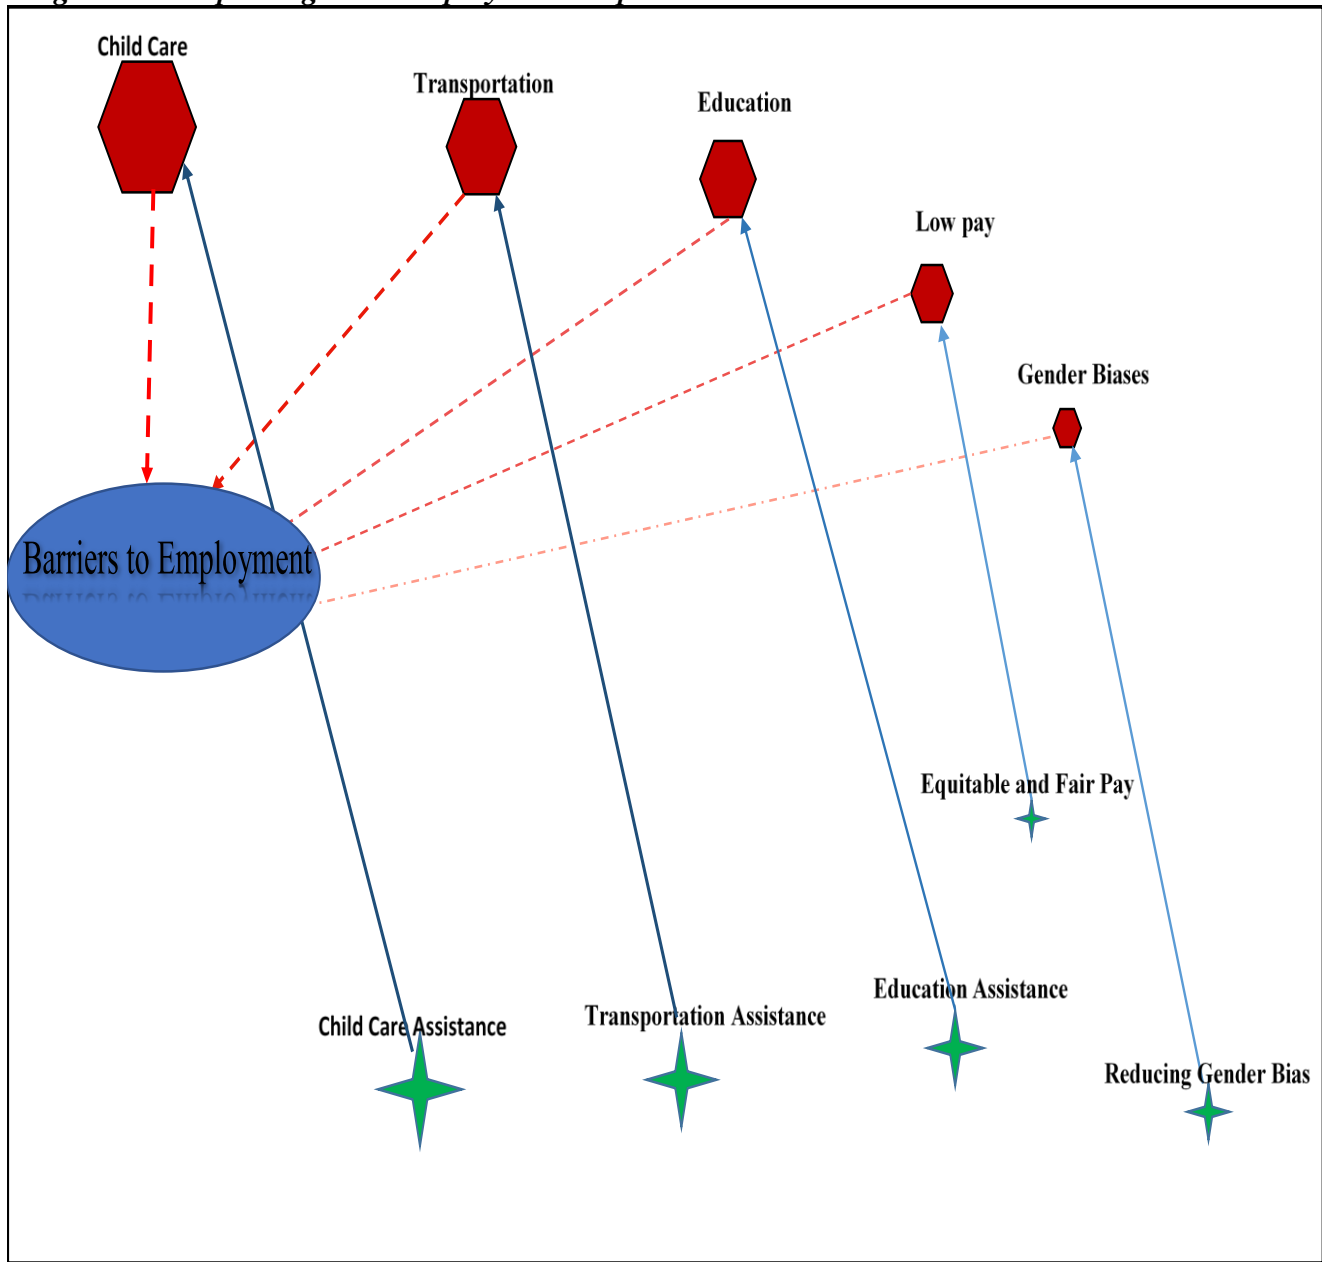 Child Care
Transportation
Education
Low pay
Gender Biases
Barriers to Employment
Equitable and Fair Pay
Education Assistance
Transportation Assistance
Child Care Assistance
Reducing Gender Bias